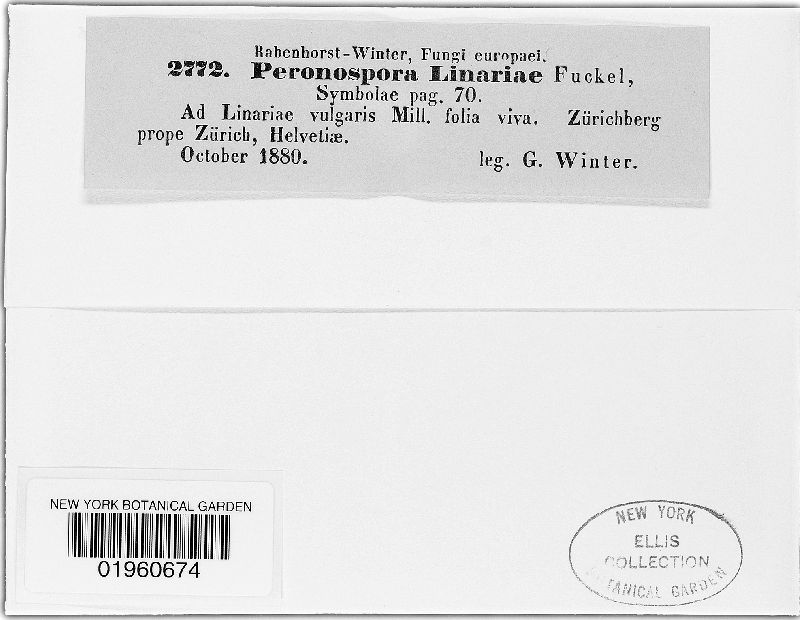 Rabenhorst-Winter, Fungi europaei.
2772. Peronospora Linariae Fuckel,
Symbolae pag. 70.
Ad Linariae vulgaris Mill. folia viva. Zürichberg
prope Zürich, Helvetiæ.
October 1880. leg. G. Winter.
NEW YORK BOTANICAL GARDEN
01960674
NEW YORK
ELLIS
COLLECTION
BOTANICAL GARDEN